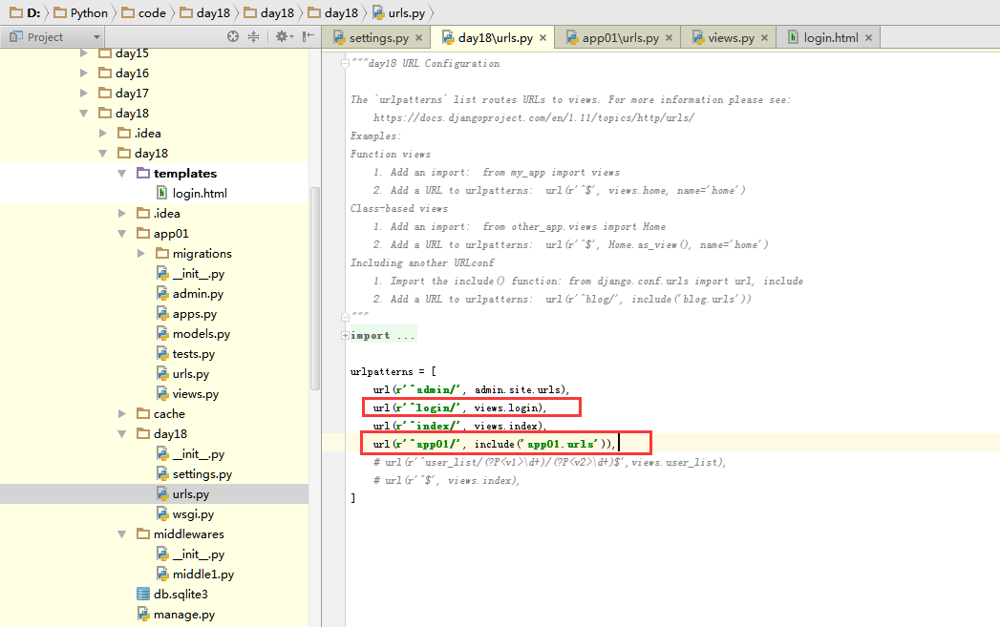 D: Python code day18 day18 day18 urls.py
Project
settings.py day18\urls.py app01\urls.py views.py login.html
day15
day16
day17
day18
.idea
day18
templates
login.html
.idea
app01
migrations
__init__.py
admin.py
apps.py
models.py
tests.py
urls.py
views.py
cache
day18
__init__.py
settings.py
urls.py
wsgi.py
middlewares
__init__.py
middle1.py
db.sqlite3
manage.py
"""day18 URL Configuration
The `urlpatterns` list routes URLs to views. For more information please see:
https://docs.djangoproject.com/en/1.11/topics/http/urls/
Examples:
Function views
1. Add an import:  from my_app import views
2. Add a URL to urlpatterns:  url(r'^$', views.home, name='home')
Class-based views
1. Add an import:  from other_app.views import Home
2. Add a URL to urlpatterns:  url(r'^$', Home.as_view(), name='home')
Including another URLconf
1. Import the include() function: from django.conf.urls import url, include
2. Add a URL to urlpatterns:  url(r'^blog/', include('blog.urls'))
"""
import ...
urlpatterns = [
url(r'^admin/', admin.site.urls),
url(r'^login/', views.login),
url(r'^index/', views.index),
url(r'^app01/', include('app01.urls')),
# url(r'^user_list/(?P<v1>\d+)/(?P<v2>\d+)$',views.user_list),
# url(r'^$', views.index),
]